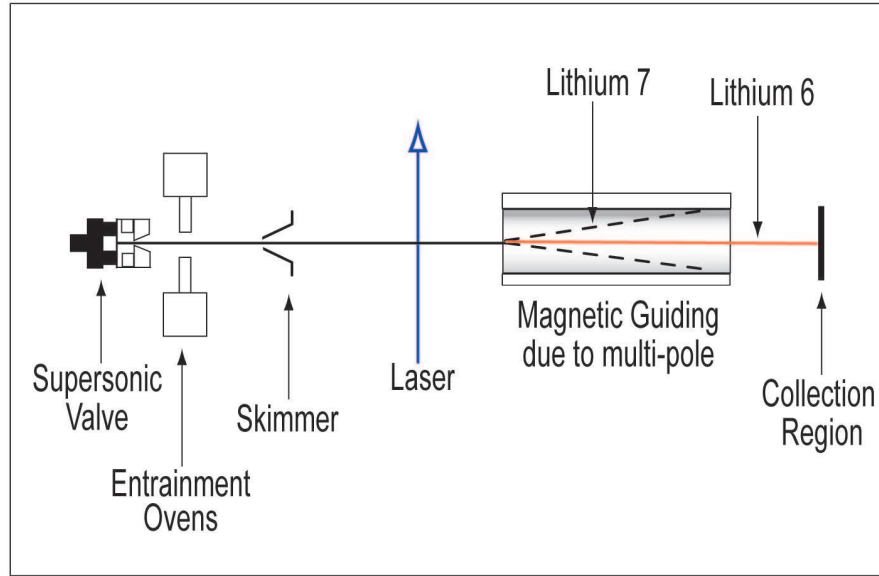 Lithium 7
Lithium 6
Supersonic
Valve
Entrainment
Ovens
Skimmer
Laser
Magnetic Guiding
due to multi-pole
Collection
Region